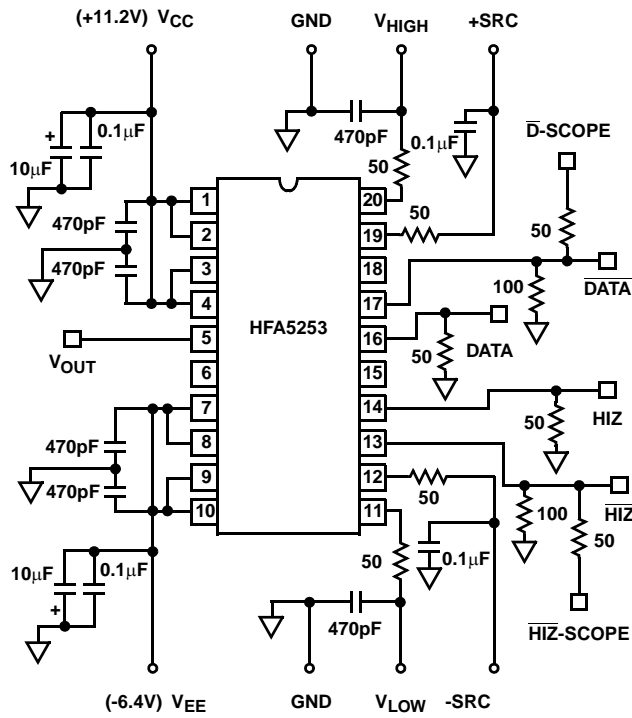 (+11.2V) VCC
GND
VHIGH
+SRC
+
10μF
0.1μF
470pF
50
0.1μF
D̅-SCOPE
50
470pF
470pF
1
2
3
4
5
6
7
8
9
10
HFA5253
20
19
18
17
16
15
14
13
12
11
50
100
D̅A̅T̅A̅
VOUT
50
DATA
50
HIZ
470pF
470pF
50
100
H̅I̅Z̅
50
10μF
+
0.1μF
50
0.1μF
470pF
H̅I̅Z̅-SCOPE
(-6.4V) VEE
GND
VLOW
-SRC